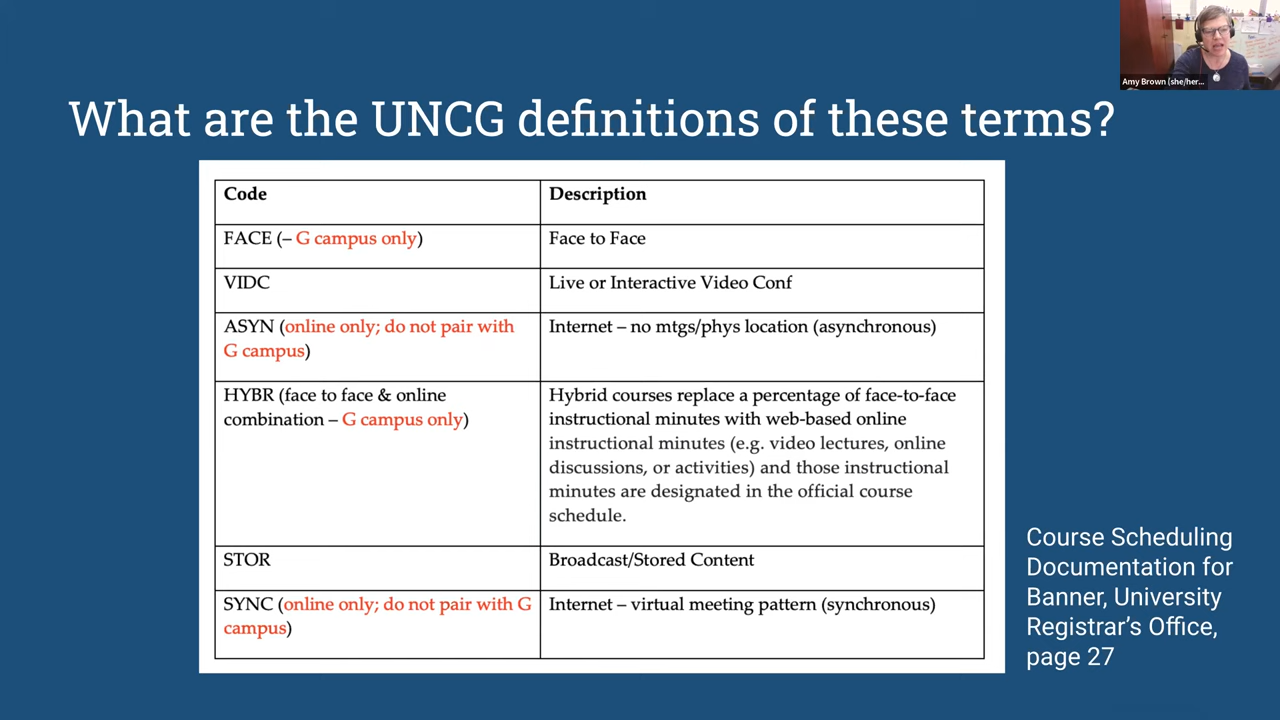 Amy Brown (she/her...
What are the UNCG definitions of these terms?
Code
Description
FACE (– G campus only)
Face to Face
VIDC
Live or Interactive Video Conf
ASYN (online only; do not pair with
G campus)
Internet – no mtgs/phys location (asynchronous)
HYBR (face to face & online
combination – G campus only)
Hybrid courses replace a percentage of face-to-face
instructional minutes with web-based online
instructional minutes (e.g. video lectures, online
discussions, or activities) and those instructional
minutes are designated in the official course
schedule.
STOR
Broadcast/Stored Content
SYNC (online only; do not pair with G
campus)
Internet – virtual meeting pattern (synchronous)
Course Scheduling
Documentation for
Banner, University
Registrar’s Office,
page 27